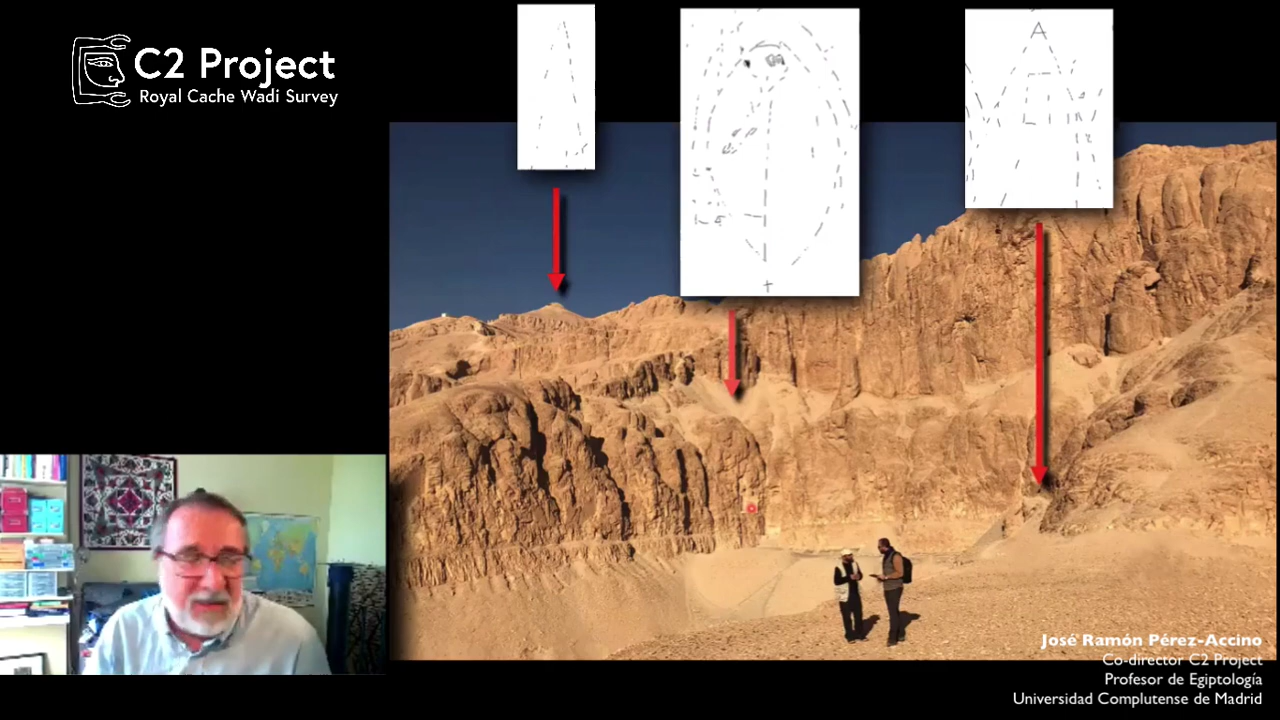 C2 Project
Royal Cache Wadi Survey
A
José Ramón Pérez-Accino
Co-director C2 Project
Profesor de Egiptología
Universidad Complutense de Madrid